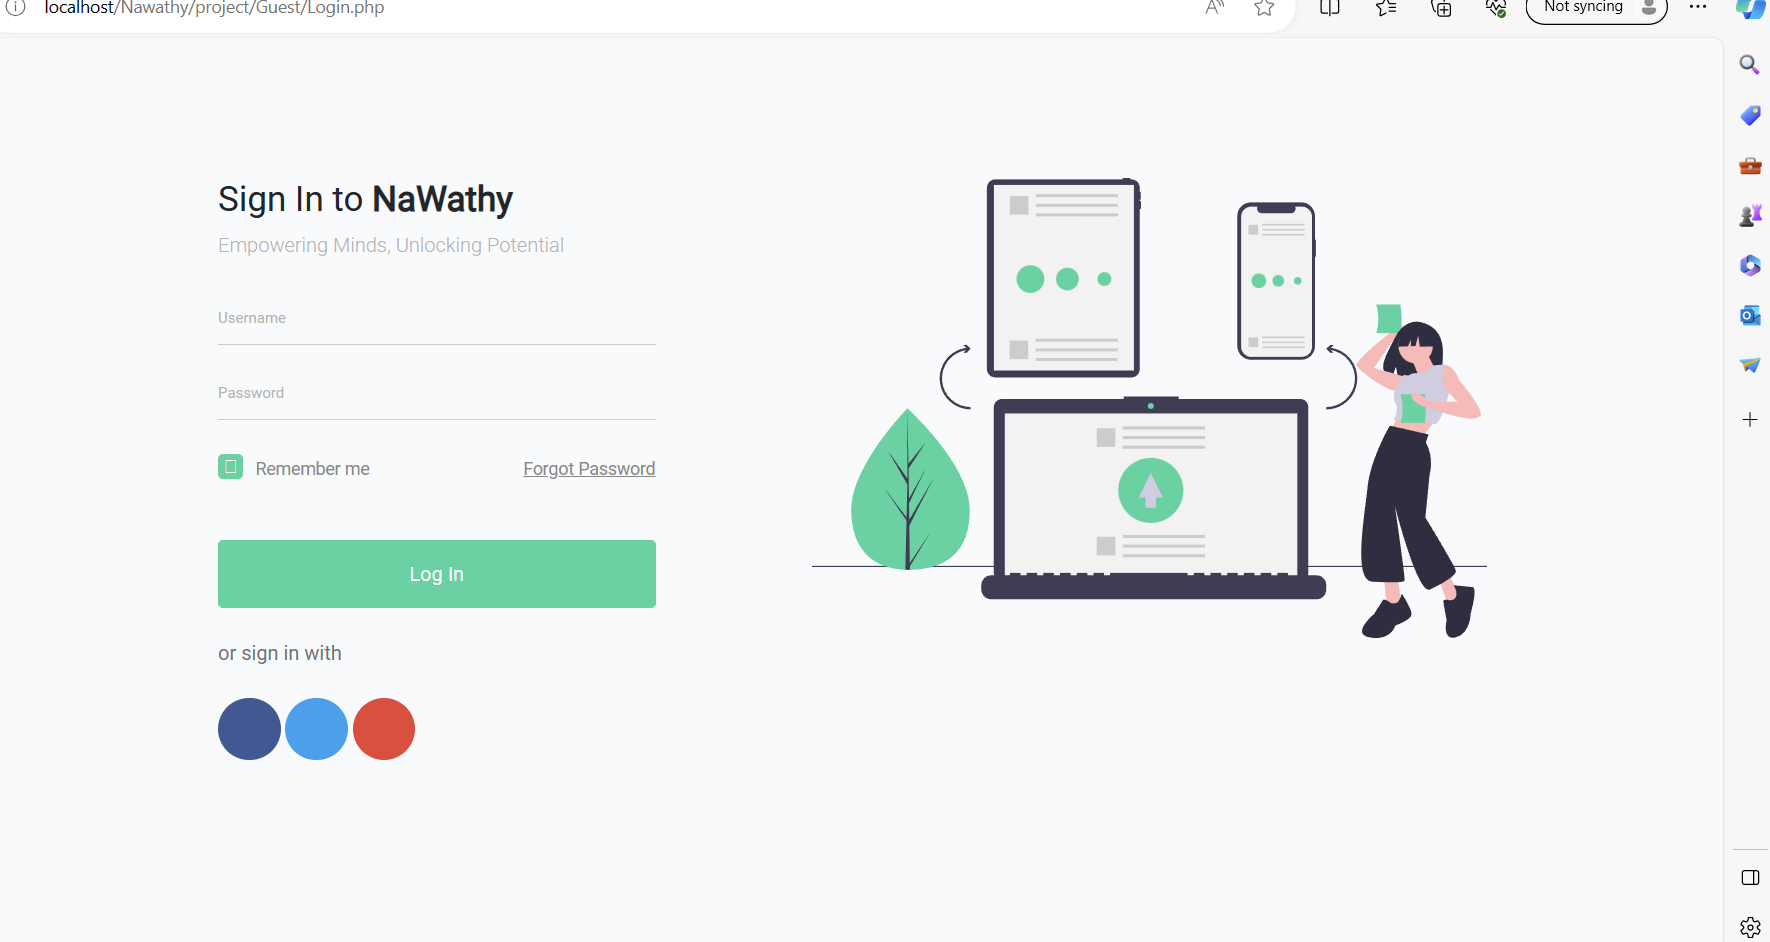 localhost/Nawathy/project/Guest/Login.php
Not syncing
Sign In to NaWathy
Empowering Minds, Unlocking Potential
Username
Password
Remember me
Forgot Password
Log In
or sign in with